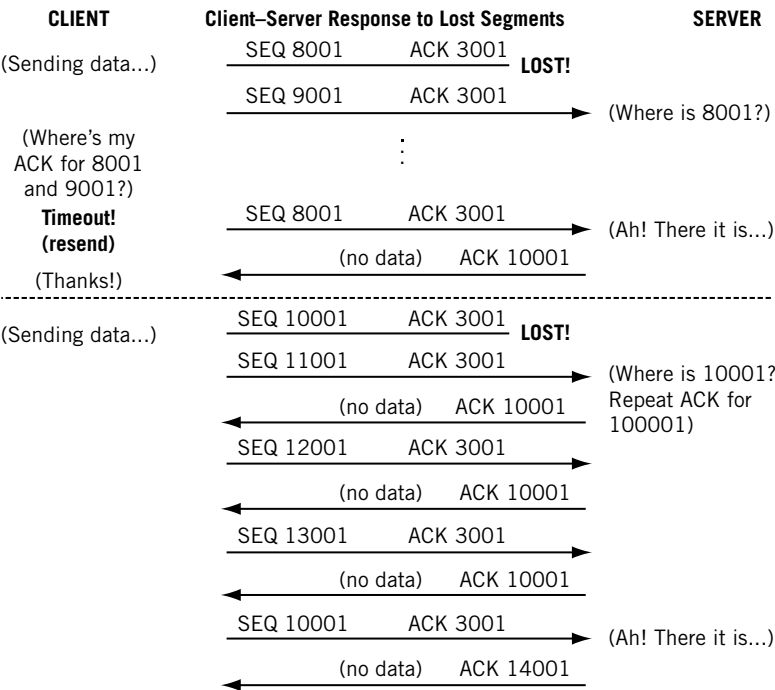 CLIENT Client–Server Response to Lost Segments SERVER
(Sending data...) SEQ 8001 ACK 3001 LOST!
SEQ 9001 ACK 3001
(Where is 8001?)
(Where's my
ACK for 8001
and 9001?)
⋮
Timeout!
(resend)
SEQ 8001 ACK 3001
(Ah! There it is...)
(no data) ACK 10001
(Thanks!)
(Sending data...) SEQ 10001 ACK 3001 LOST!
SEQ 11001 ACK 3001
(Where is 10001?
Repeat ACK for
100001)
(no data) ACK 10001
SEQ 12001 ACK 3001
(no data) ACK 10001
SEQ 13001 ACK 3001
(no data) ACK 10001
SEQ 10001 ACK 3001
(Ah! There it is...)
(no data) ACK 14001